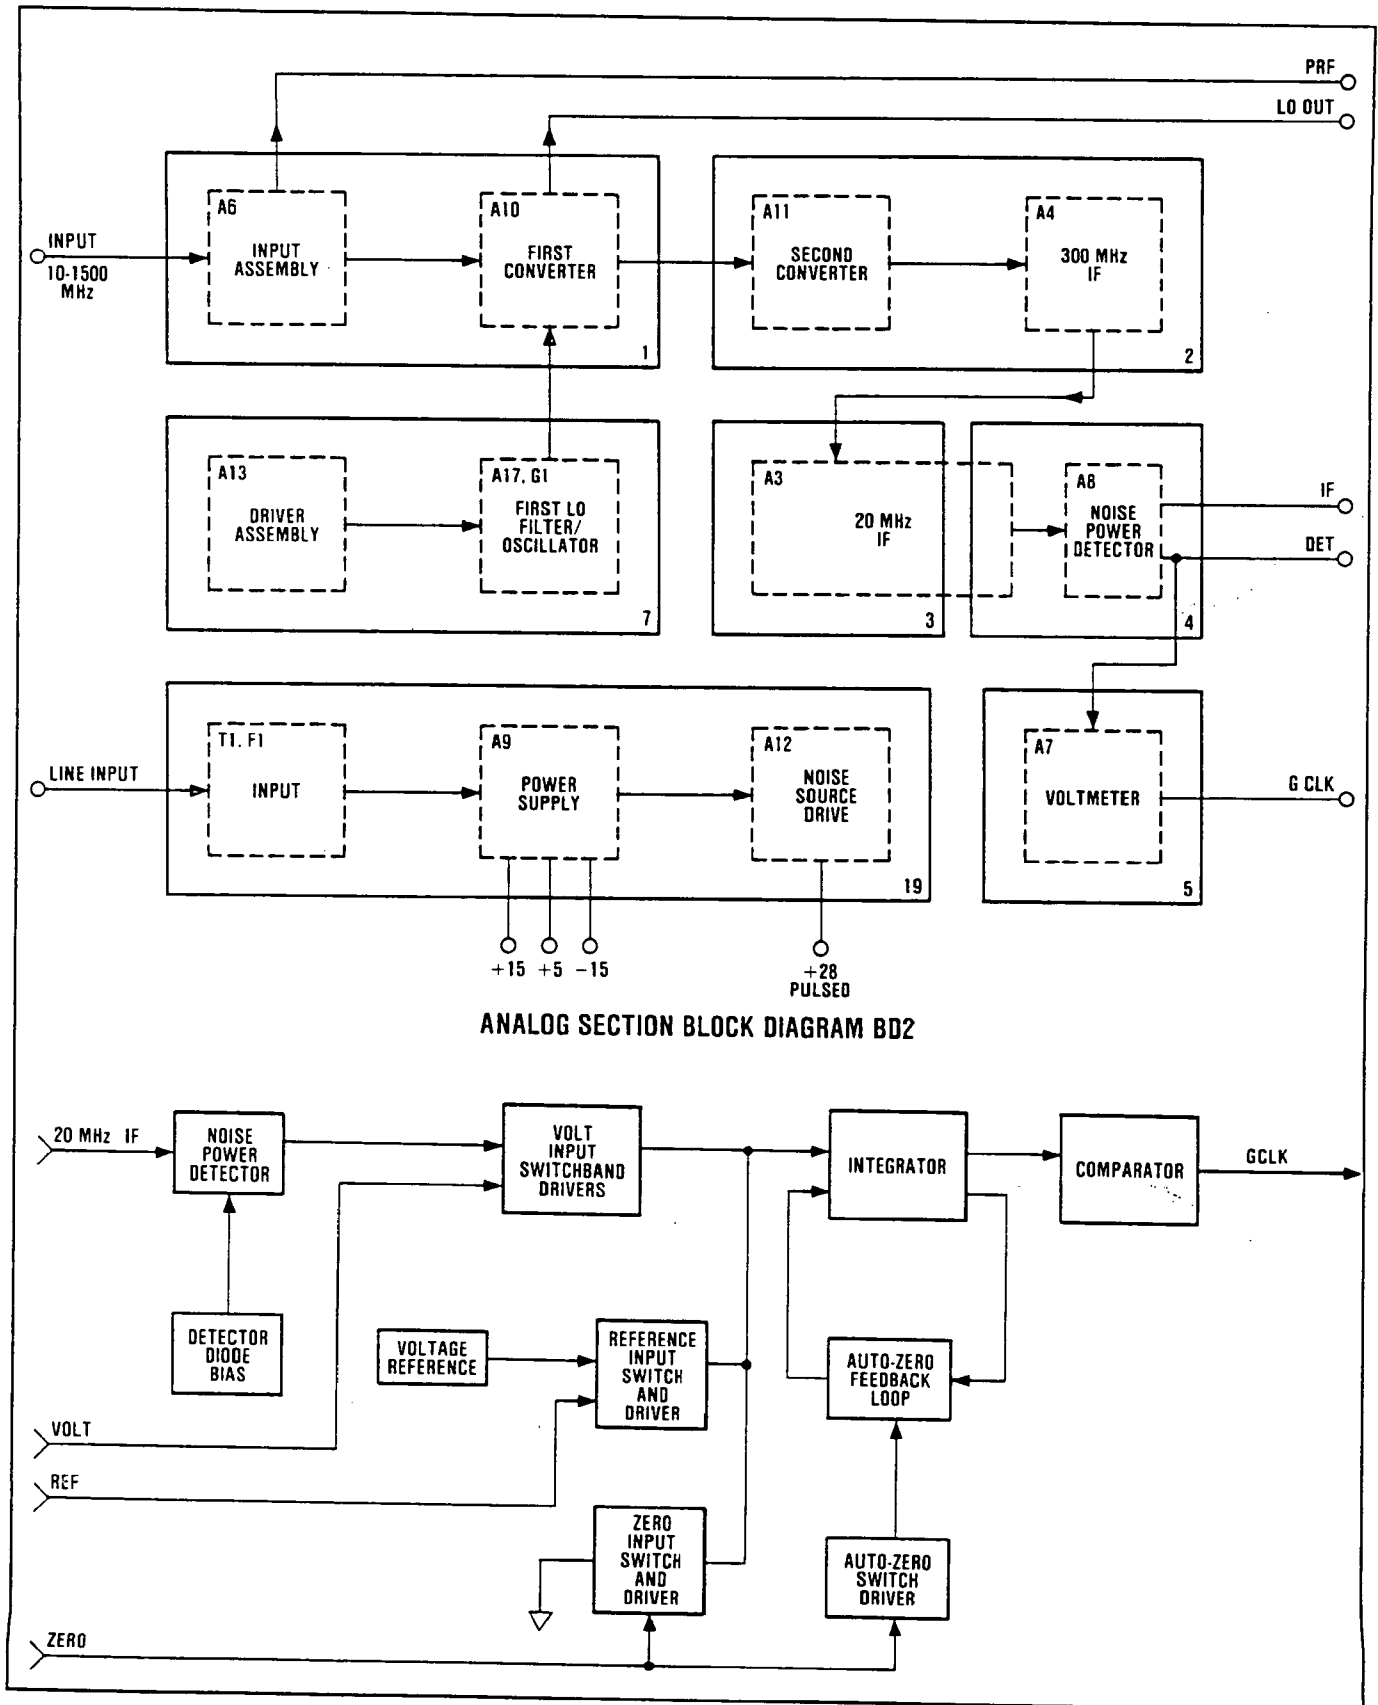 PRF
LO OUT
A6
INPUT
ASSEMBLY
A10
FIRST
CONVERTER
1
A11
SECOND
CONVERTER
A4
300 MHz
IF
2
INPUT
10-1500
MHz
A13
DRIVER
ASSEMBLY
A17, G1
FIRST LO
FILTER/
OSCILLATOR
7
A3
20 MHz
IF
3
A8
NOISE
POWER
DETECTOR
4
IF
DET
LINE INPUT
T1, F1
INPUT
A9
POWER
SUPPLY
A12
NOISE
SOURCE
DRIVE
19
A7
VOLTMETER
5
G CLK
+15 +5 -15
+28
PULSED
ANALOG SECTION BLOCK DIAGRAM BD2
20 MHz IF
NOISE
POWER
DETECTOR
VOLT
INPUT
SWITCHBAND
DRIVERS
INTEGRATOR
COMPARATOR
GCLK
DETECTOR
DIODE
BIAS
VOLTAGE
REFERENCE
REFERENCE
INPUT
SWITCH
AND
DRIVER
AUTO-ZERO
FEEDBACK
LOOP
VOLT
REF
ZERO
INPUT
SWITCH
AND
DRIVER
AUTO-ZERO
SWITCH
DRIVER
ZERO